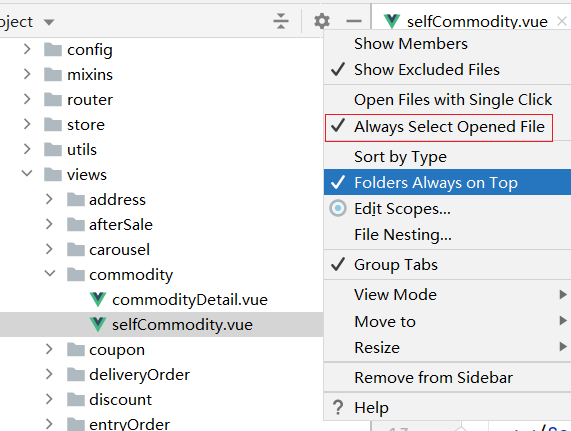 oject
selfCommodity.vue
config
mixins
router
store
utils
views
address
afterSale
carousel
commodity
commodityDetail.vue
selfCommodity.vue
coupon
deliveryOrder
discount
entryOrder
Show Members
Show Excluded Files
Open Files with Single Click
Always Select Opened File
Sort by Type
Folders Always on Top
Edit Scopes...
File Nesting...
Group Tabs
View Mode
Move to
Resize
Remove from Sidebar
? Help